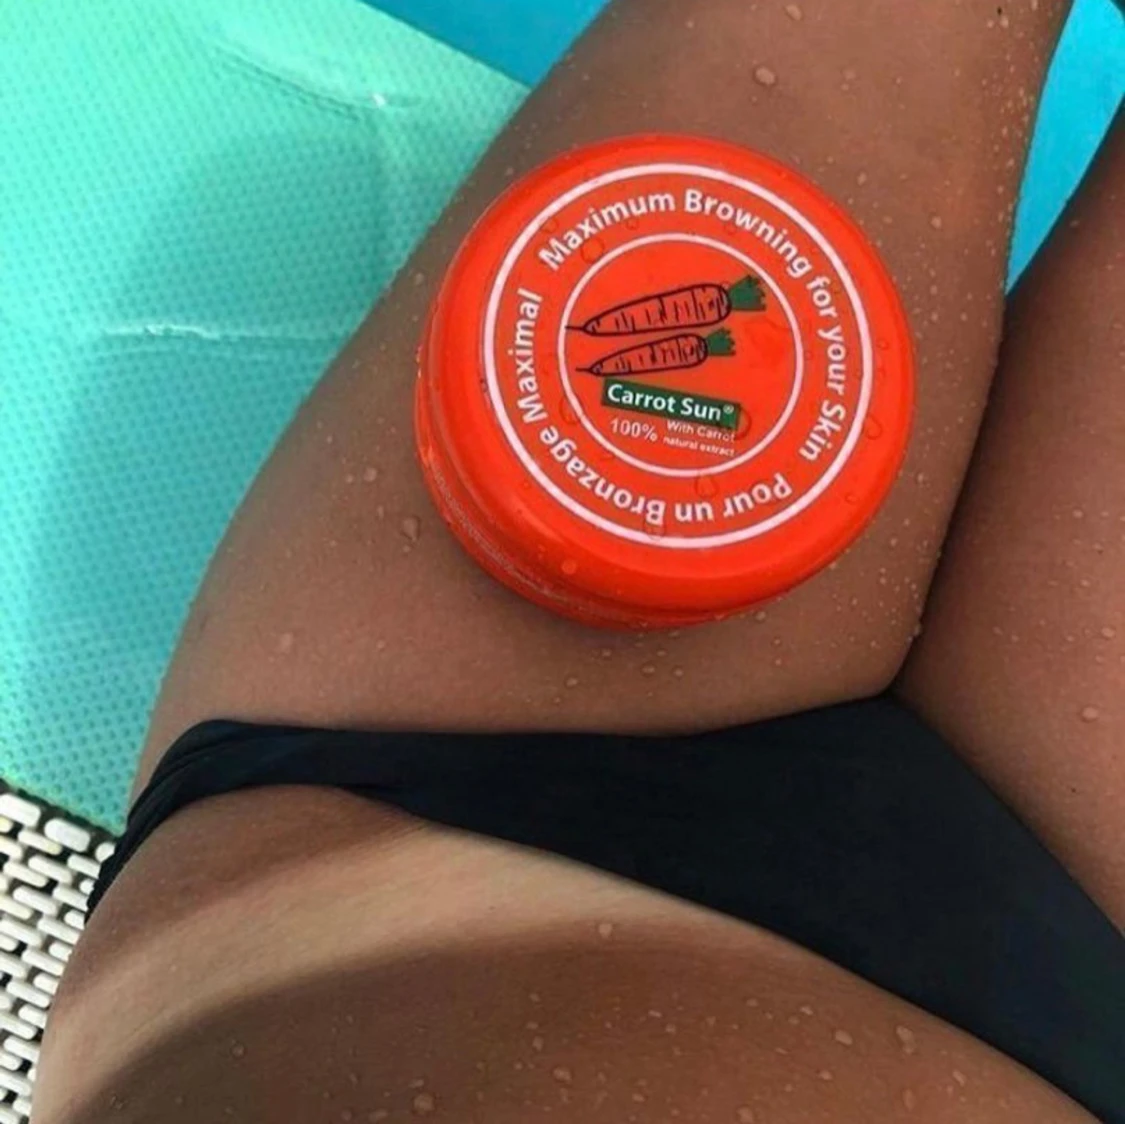 Maximum Browning for your Skin
Pour un Bronzage Maximal
Carrot Sun®
100% With Carrot
natural extract